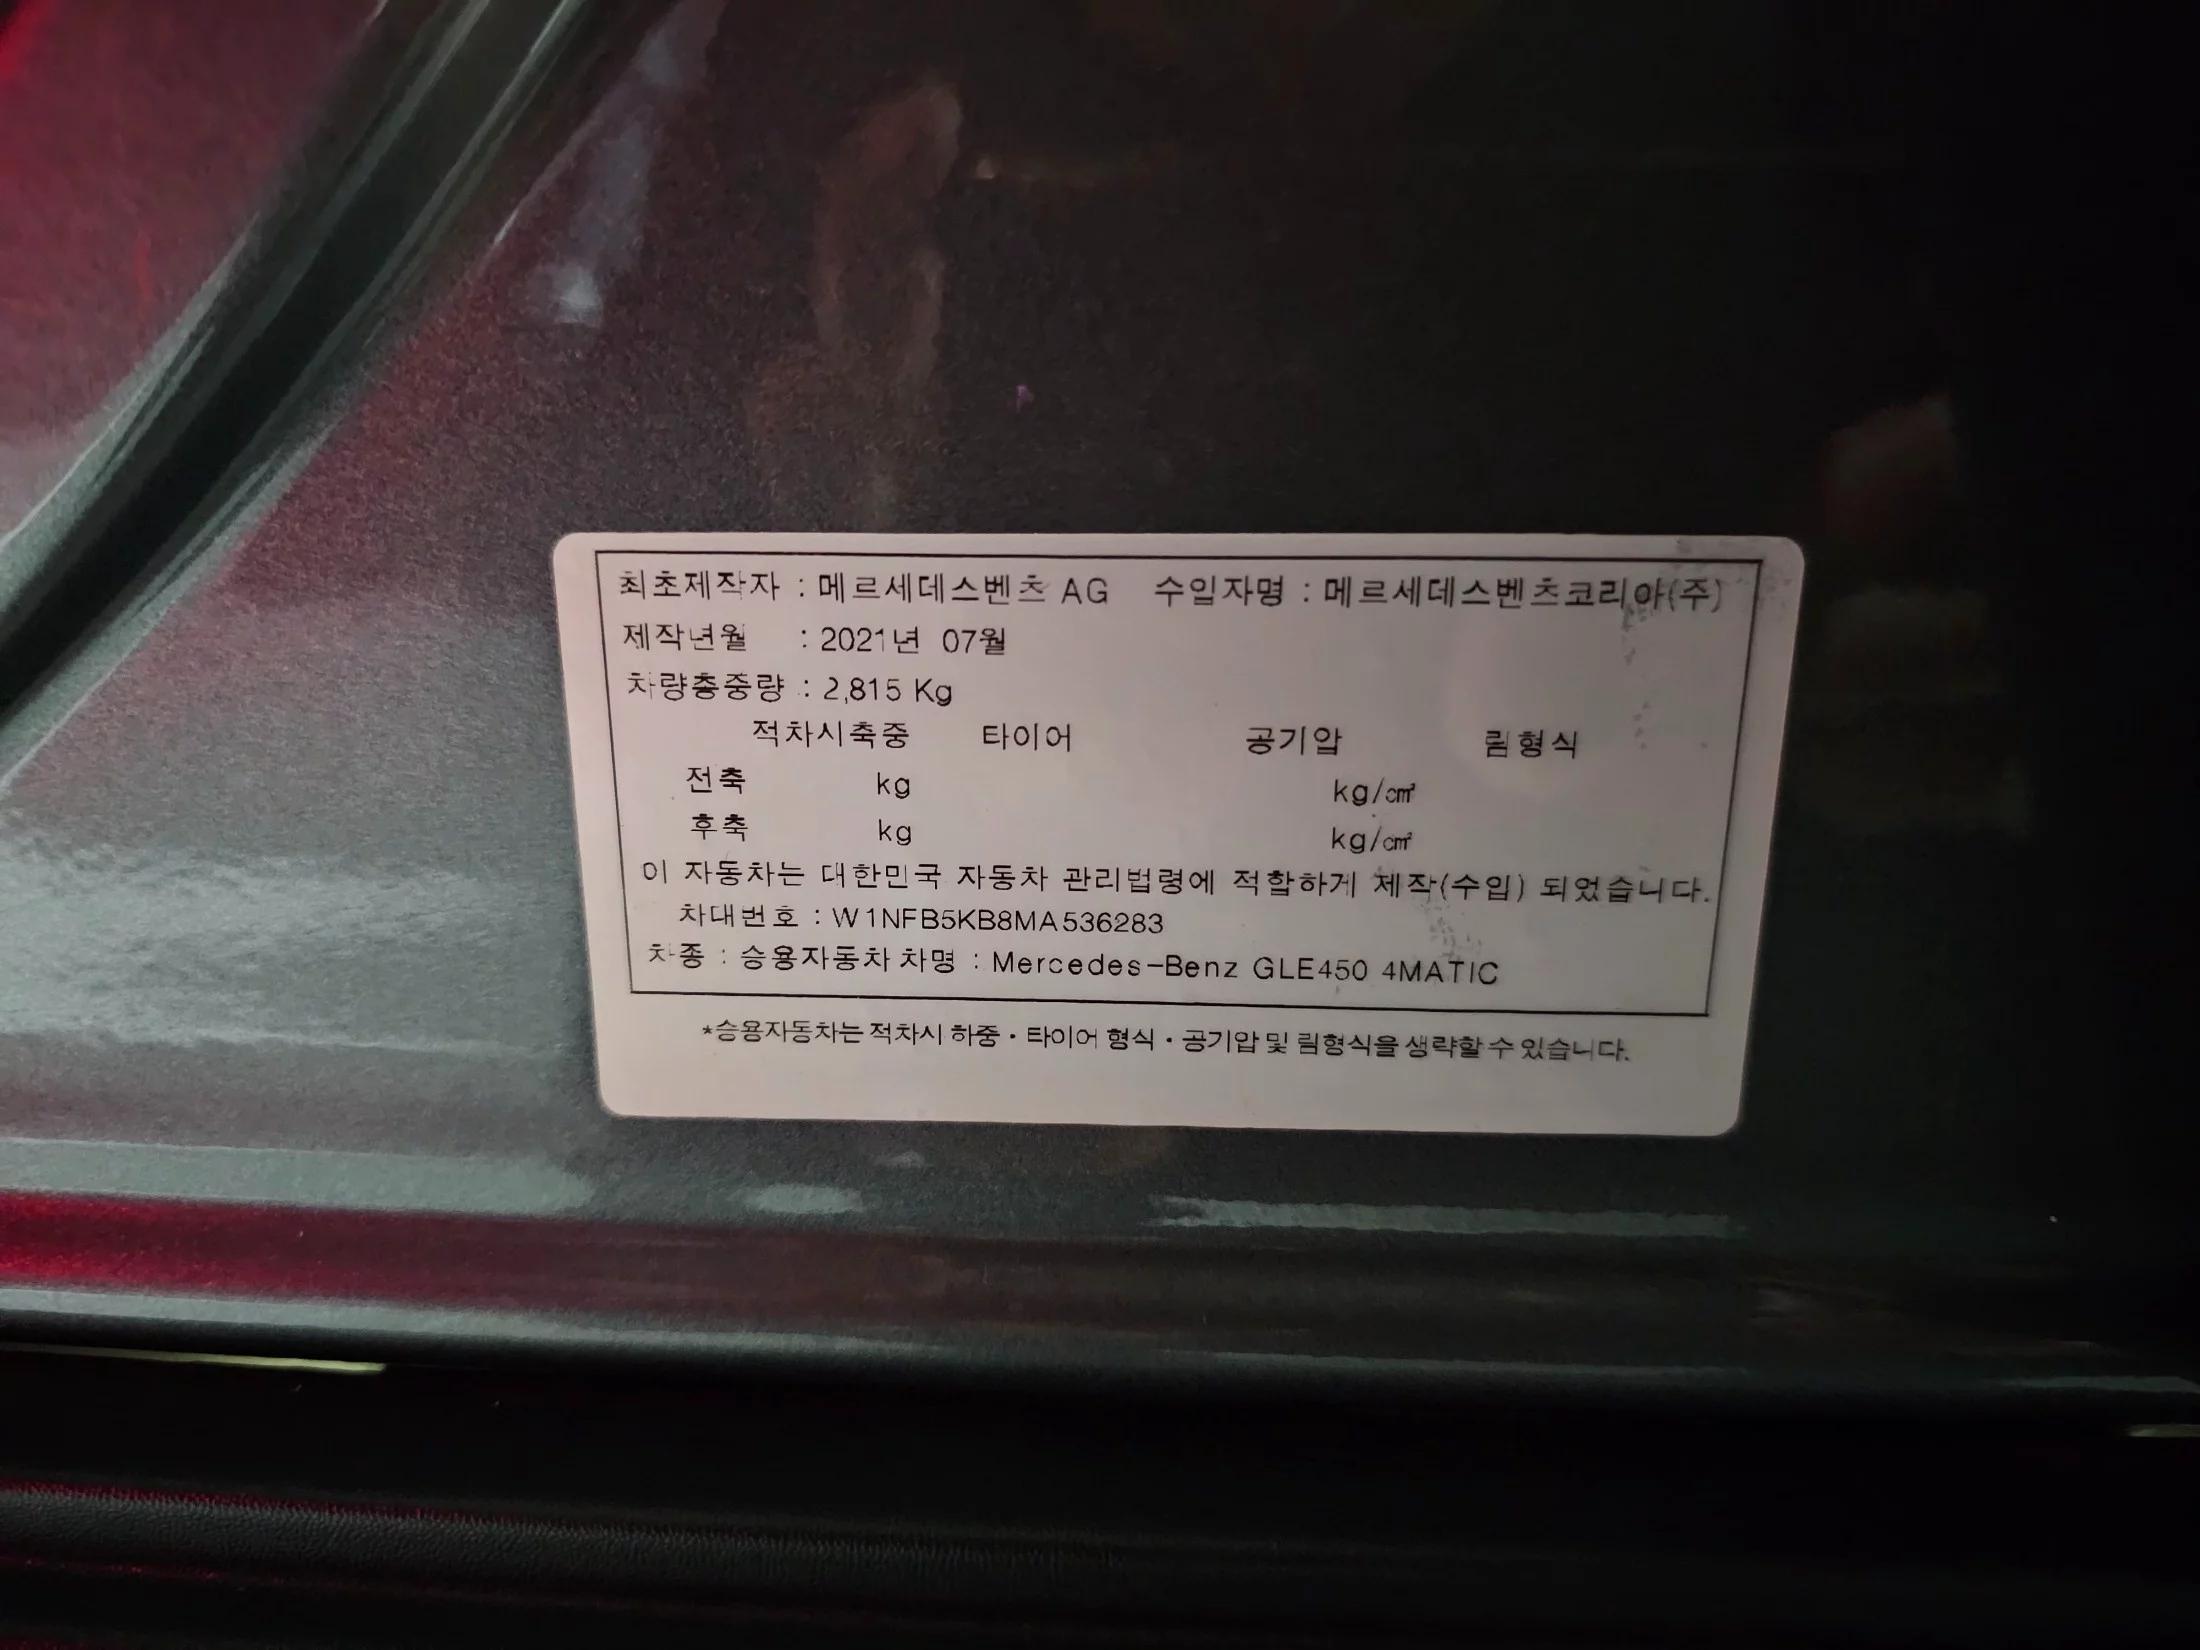 최초제작자 : 메르세데스벤츠 AG 수입자명 : 메르세데스벤츠코리아(주)
제작년월 : 2021년 07월
차량총중량 : 2,815 Kg
적차시축중 타이어 공기압 림형식
전축 kg kg/㎠
후축 kg kg/㎠
이 자동차는 대한민국 자동차 관리법령에 적합하게 제작(수입) 되었습니다.
차대번호 : W1NFB5KB8MA536283
차종 : 승용자동차 차명 : Mercedes-Benz GLE450 4MATIC
*승용자동차는 적차시 하중・타이어 형식・공기압 및 림형식을 생략할 수 있습니다.